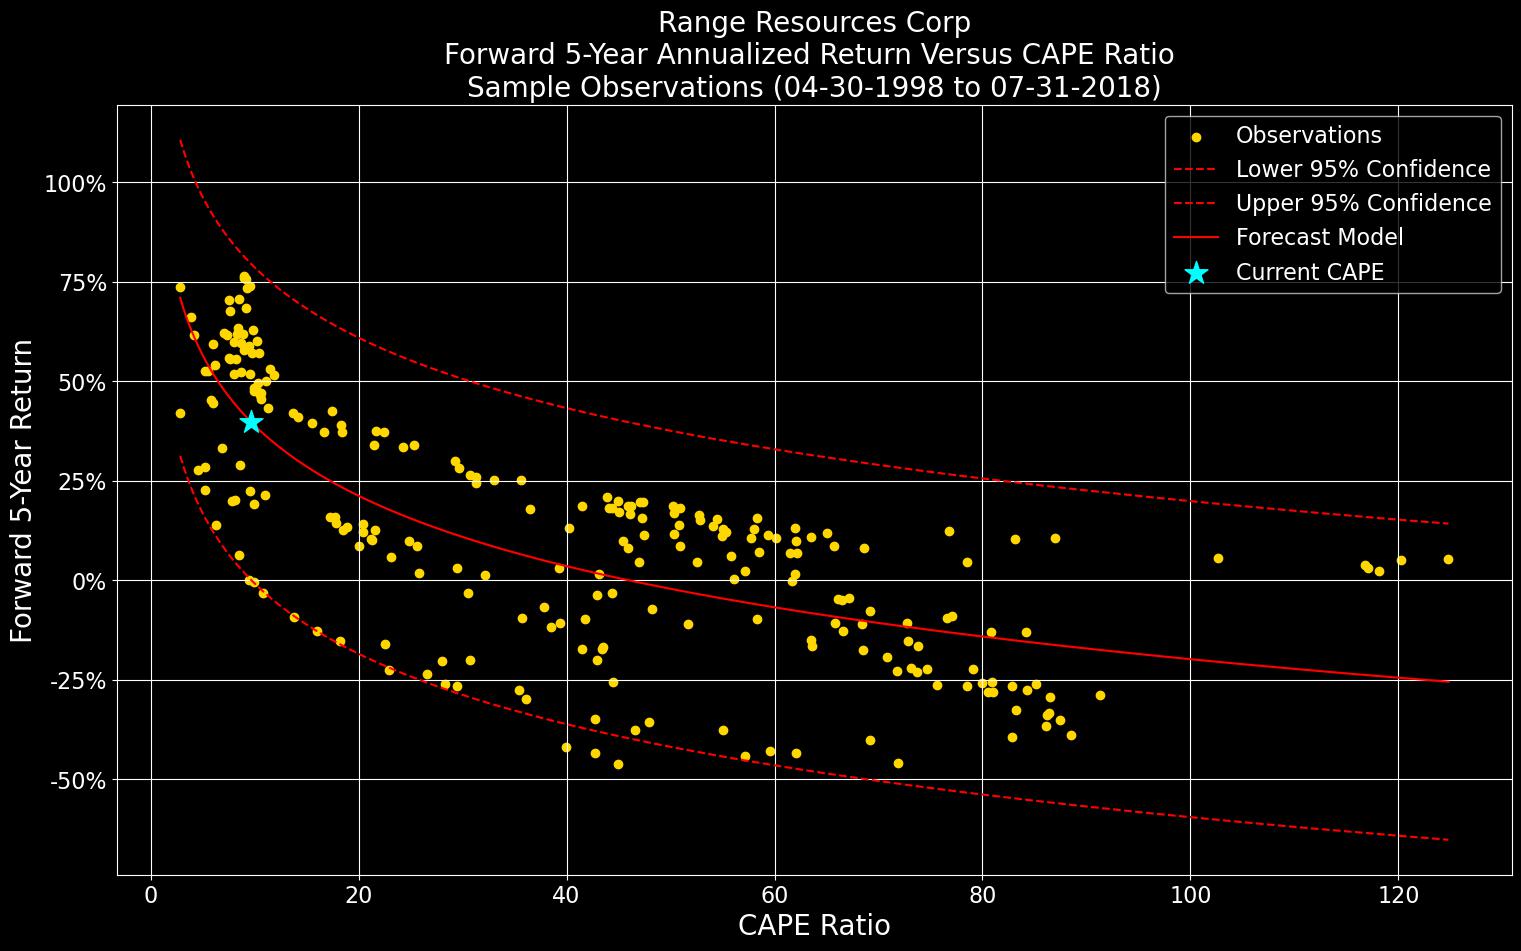 Range Resources Corp
Forward 5-Year Annualized Return Versus CAPE Ratio
Sample Observations (04-30-1998 to 07-31-2018)
Observations
Lower 95% Confidence
Upper 95% Confidence
Forecast Model
Current CAPE
Forward 5-Year Return
100%
75%
50%
25%
0%
-25%
-50%
0 20 40 60 80 100 120
CAPE Ratio